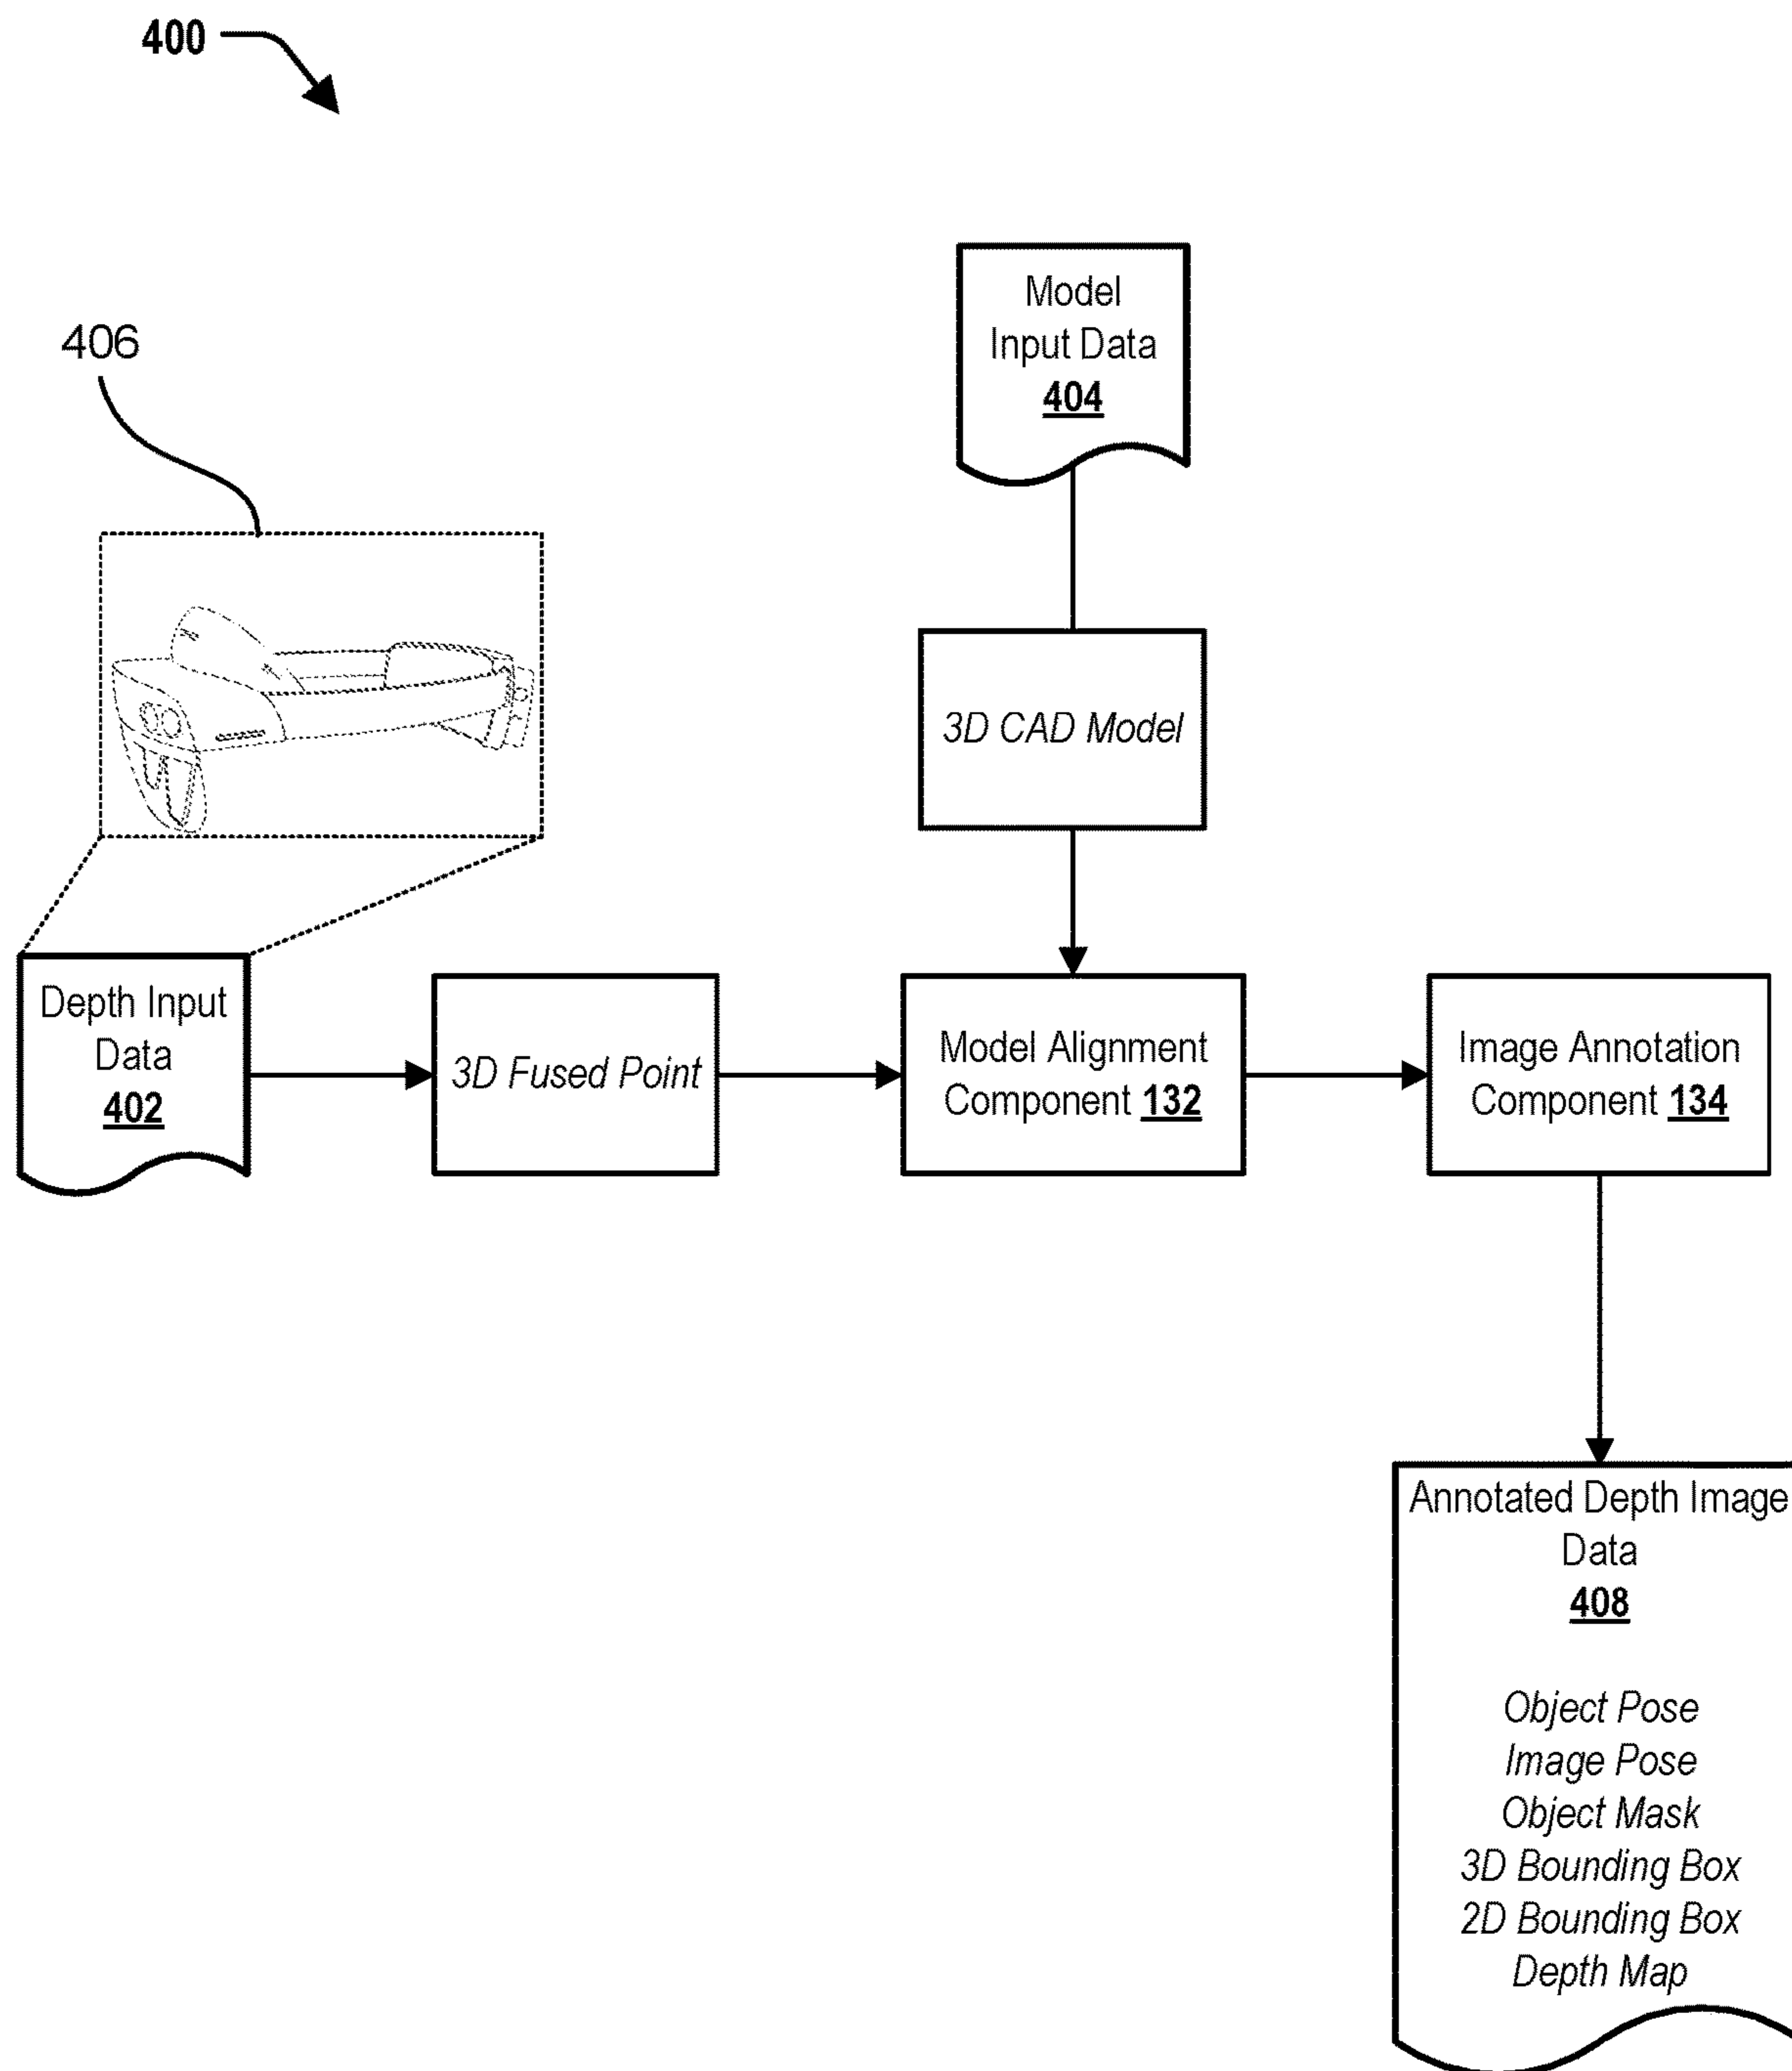 400
406
Model
Input Data
404
3D CAD Model
Depth Input
Data
402
3D Fused Point
Model Alignment
Component 132
Image Annotation
Component 134
Annotated Depth Image
Data
408
Object Pose
Image Pose
Object Mask
3D Bounding Box
2D Bounding Box
Depth Map